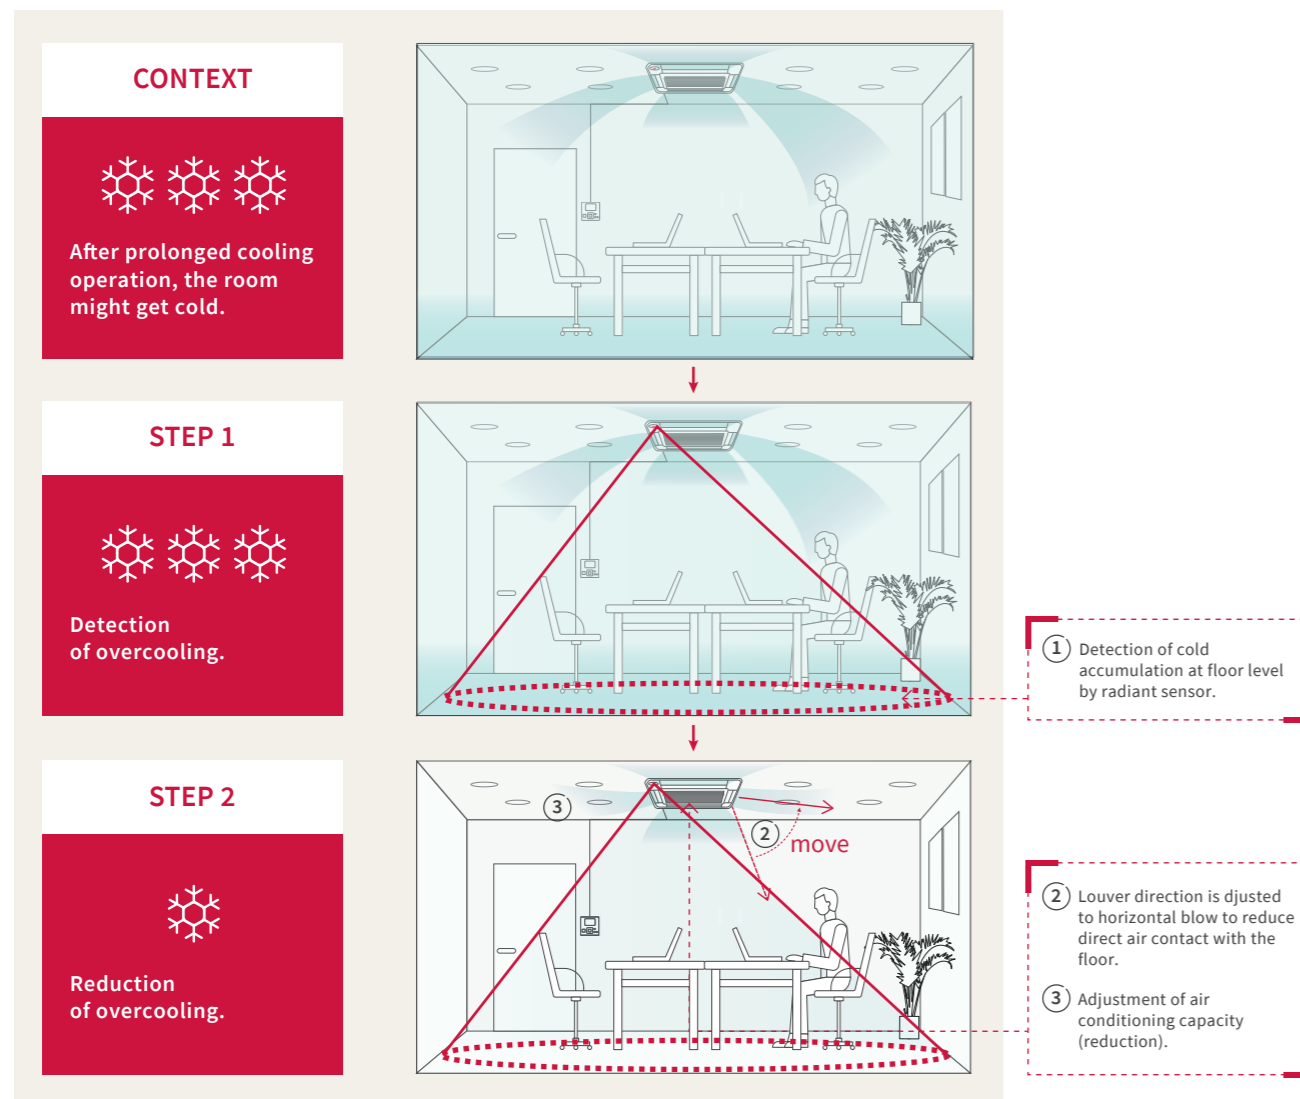 CONTEXT
After prolonged cooling
operation, the room
might get cold.
STEP 1
Detection
of overcooling.
1 Detection of cold
accumulation at floor level
by radiant sensor.
STEP 2
Reduction
of overcooling.
3
2
move
2 Louver direction is djusted
to horizontal blow to reduce
direct air contact with the
floor.
3 Adjustment of air
conditioning capacity
(reduction).